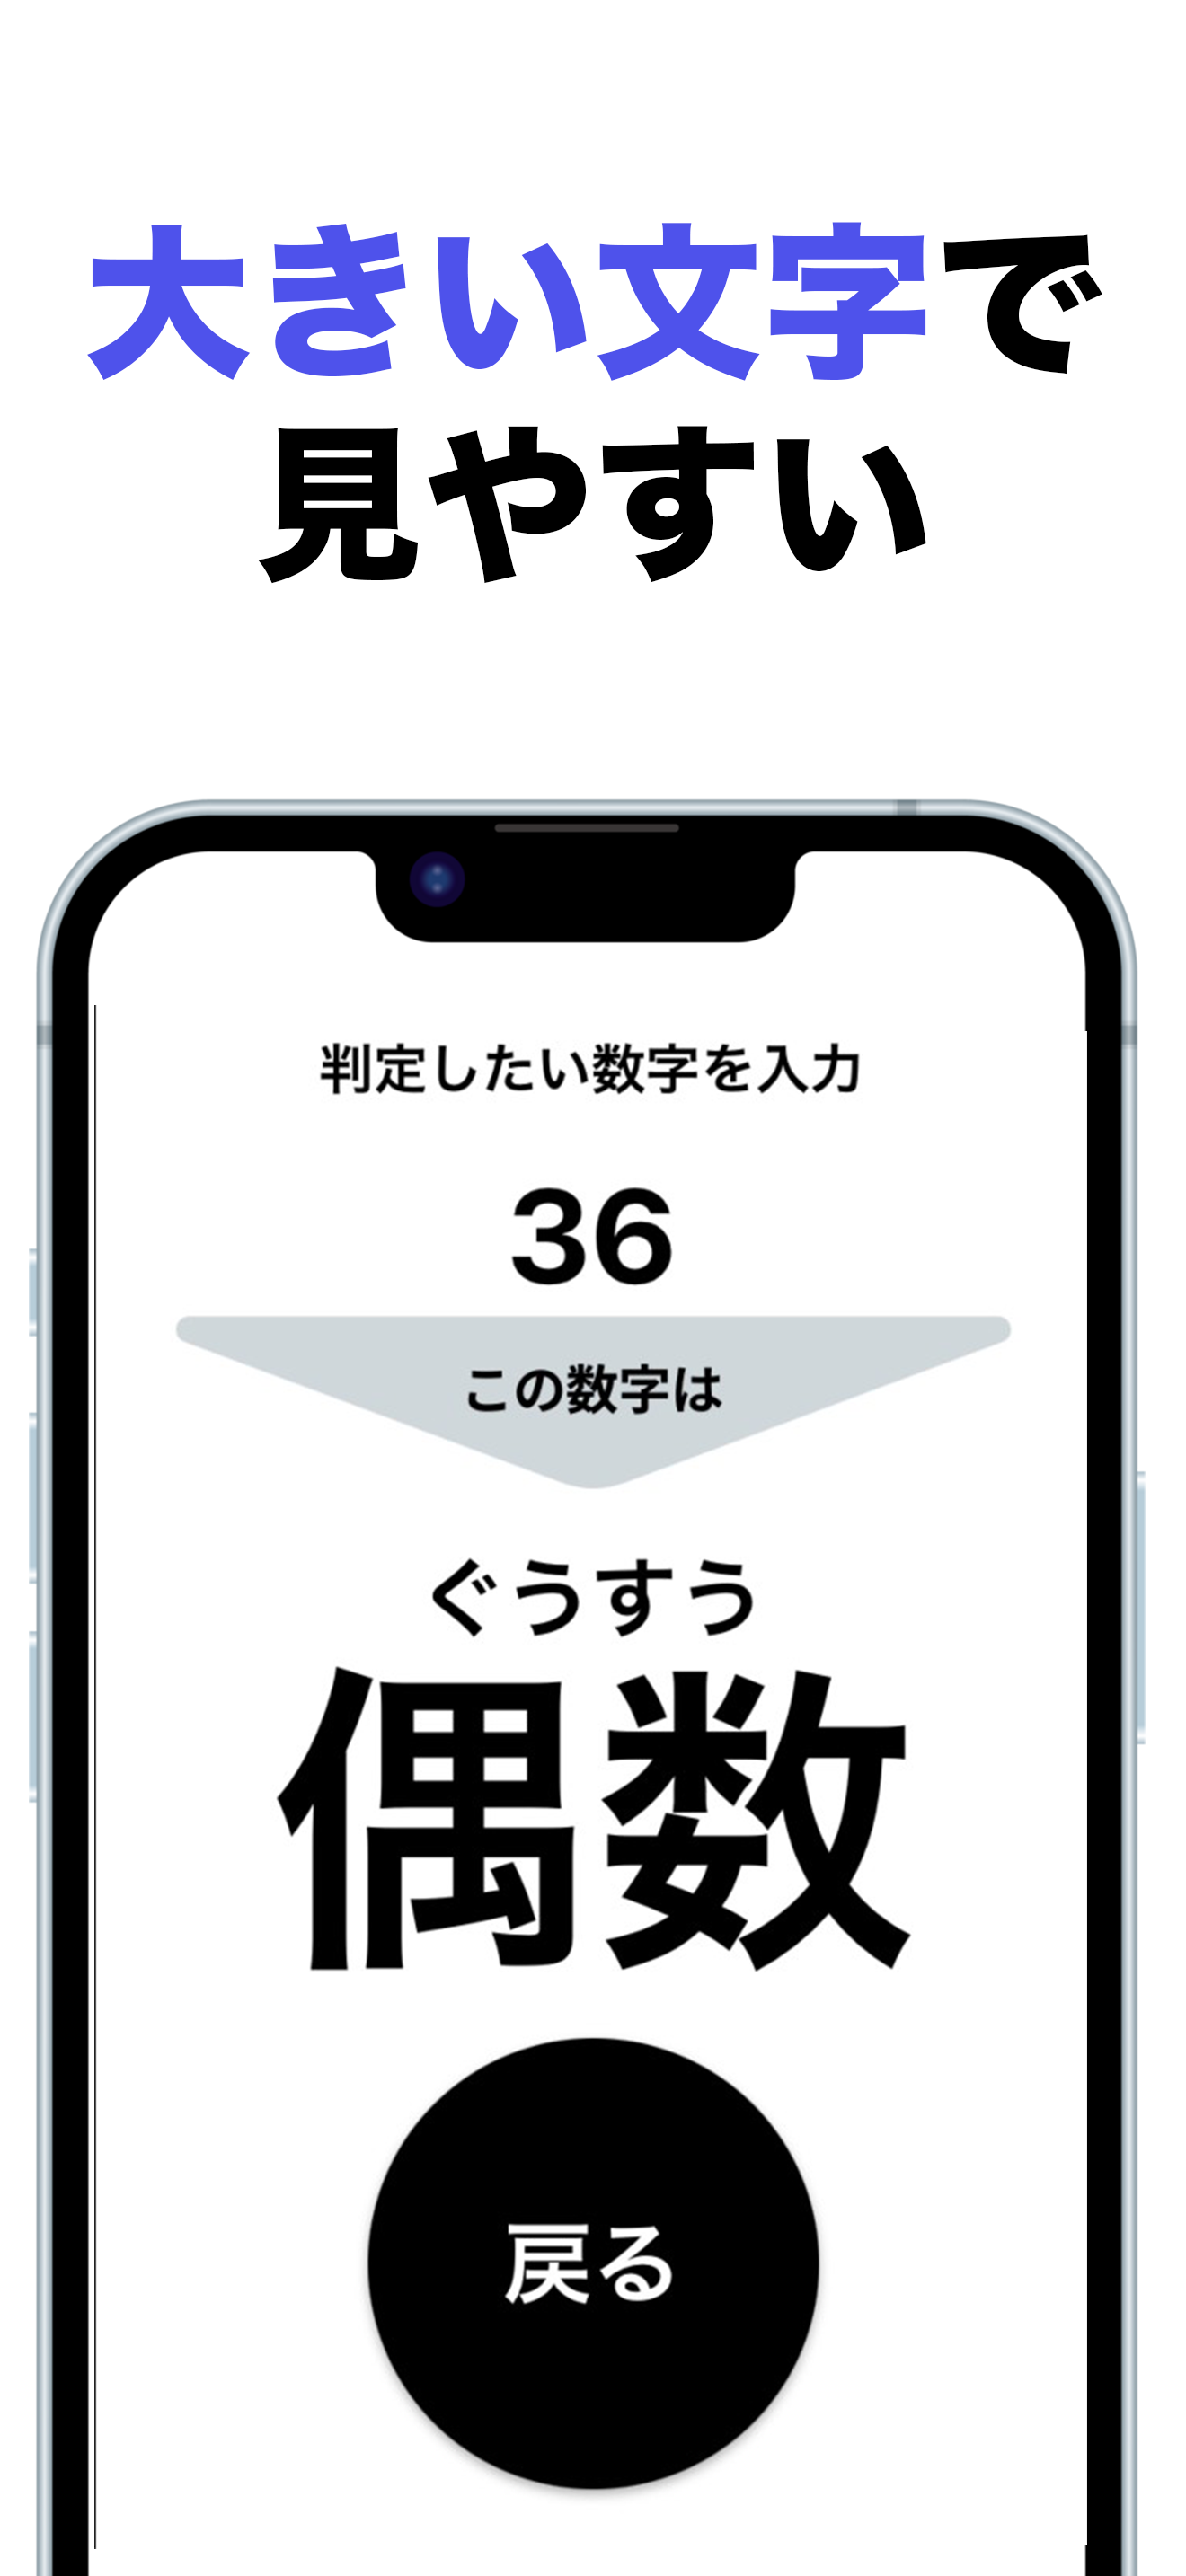 大きい文字で
見やすい
判定したい数字を入力
36
この数字は
ぐうすう
偶数
戻る